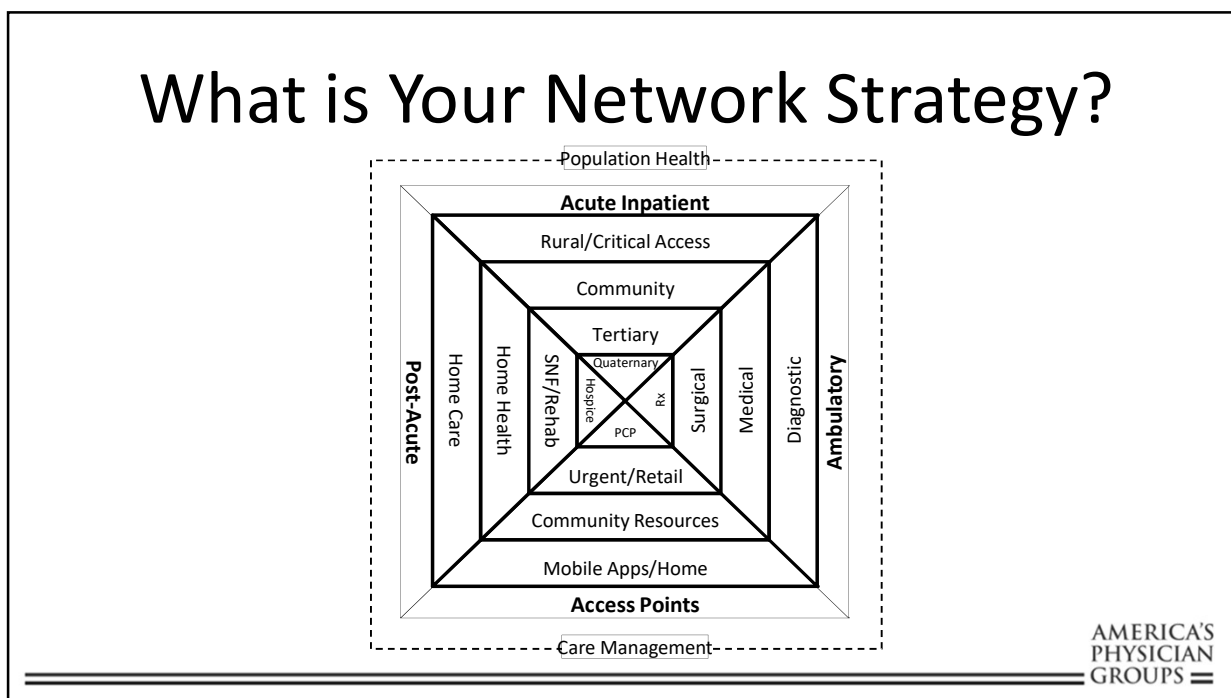 What is Your Network Strategy?
Population Health
Acute Inpatient
Rural/Critical Access
Community
Tertiary
Quaternary
Post-Acute
Home Care
Home Health
SNF/Rehab
Hospice
Rx
Surgical
Medical
Diagnostic
Ambulatory
PCP
Urgent/Retail
Community Resources
Mobile Apps/Home
Access Points
Care Management
AMERICA'S
PHYSICIAN
GROUPS